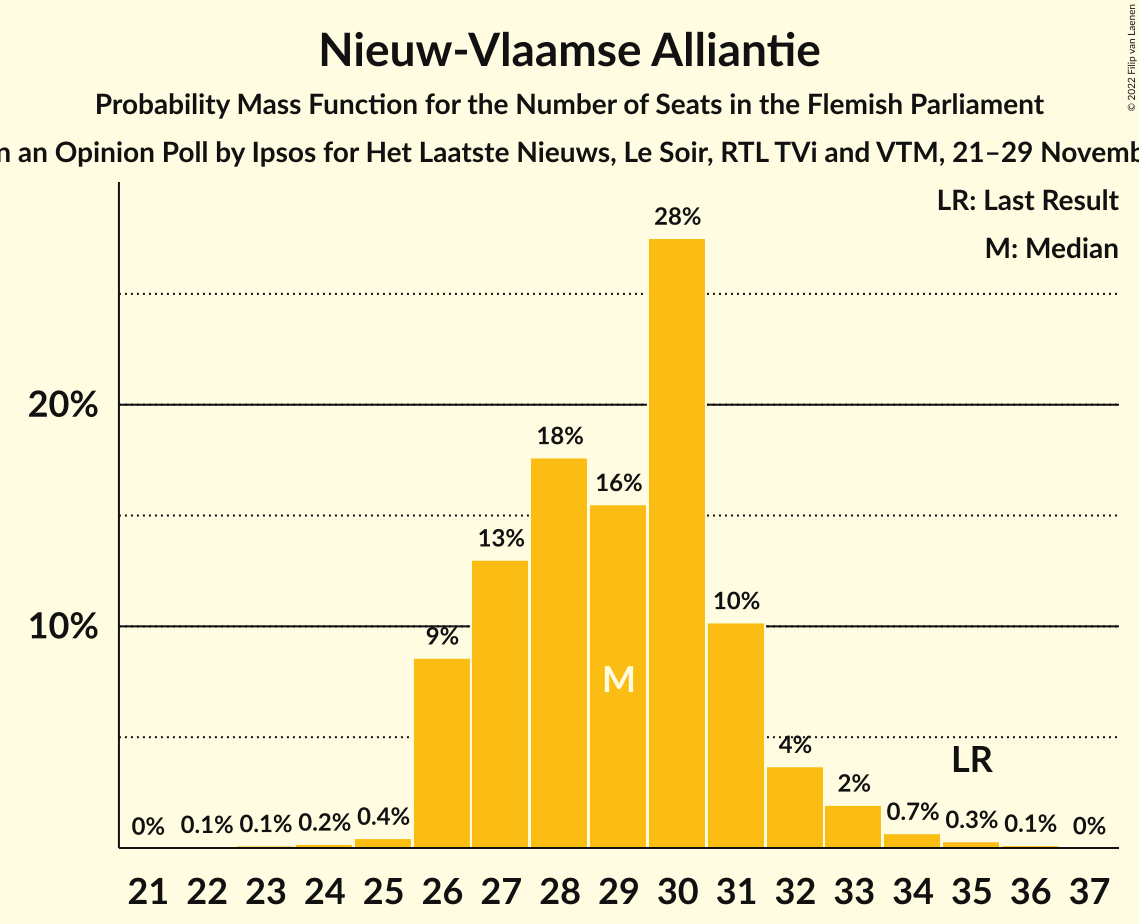 Nieuw-Vlaamse Alliantie
Probability Mass Function for the Number of Seats in the Flemish Parliament
an Opinion Poll by Ipsos for Het Laatste Nieuws, Le Soir, RTL TVi and VTM, 21–29
© 2022 Filip van Laenen
LR: Last Result
M: Median
28%
20%
18%
16%
13%
10%
10%
9%
M
4%
LR
2%
0% 0.1% 0.1% 0.2% 0.4% 0.7% 0.3% 0.1% 0%
21 22 23 24 25 26 27 28 29 30 31 32 33 34 35 36 37